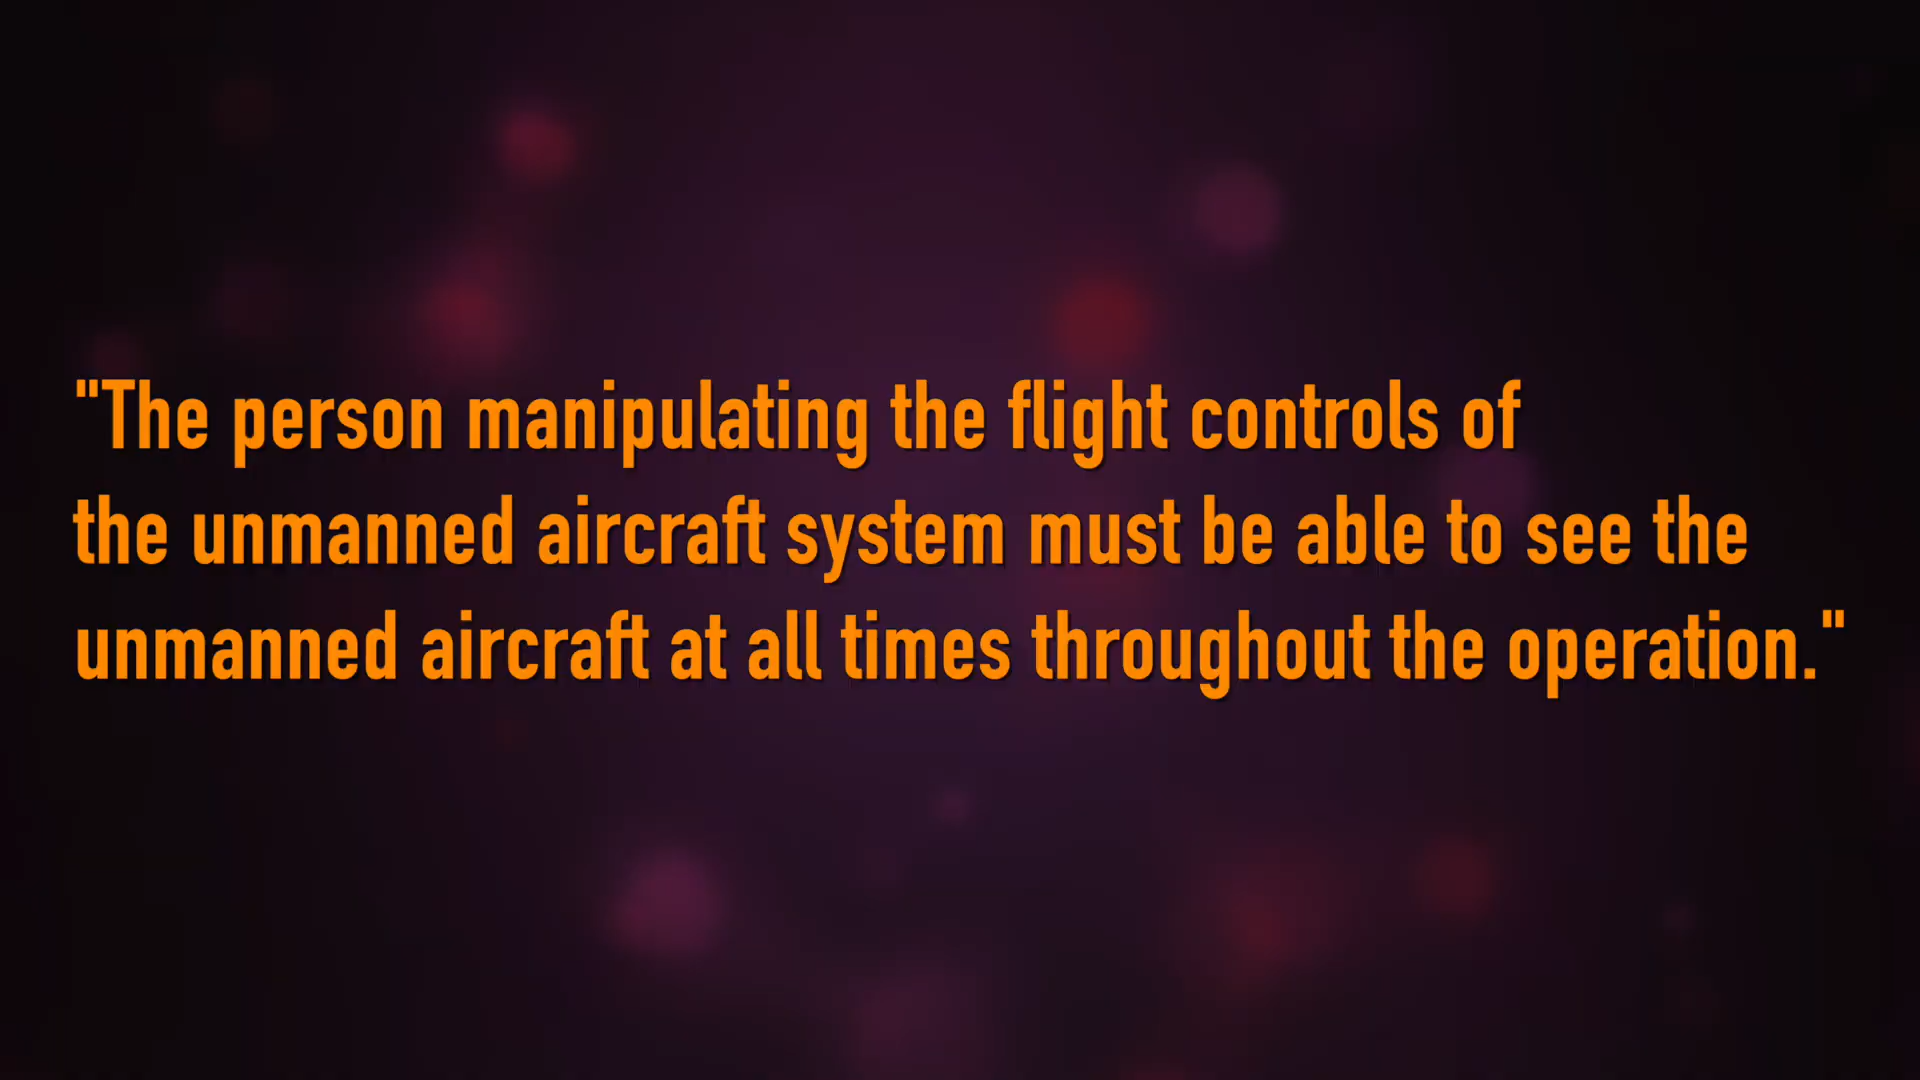 "The person manipulating the flight controls of
the unmanned aircraft system must be able to see the
unmanned aircraft at all times throughout the operation."